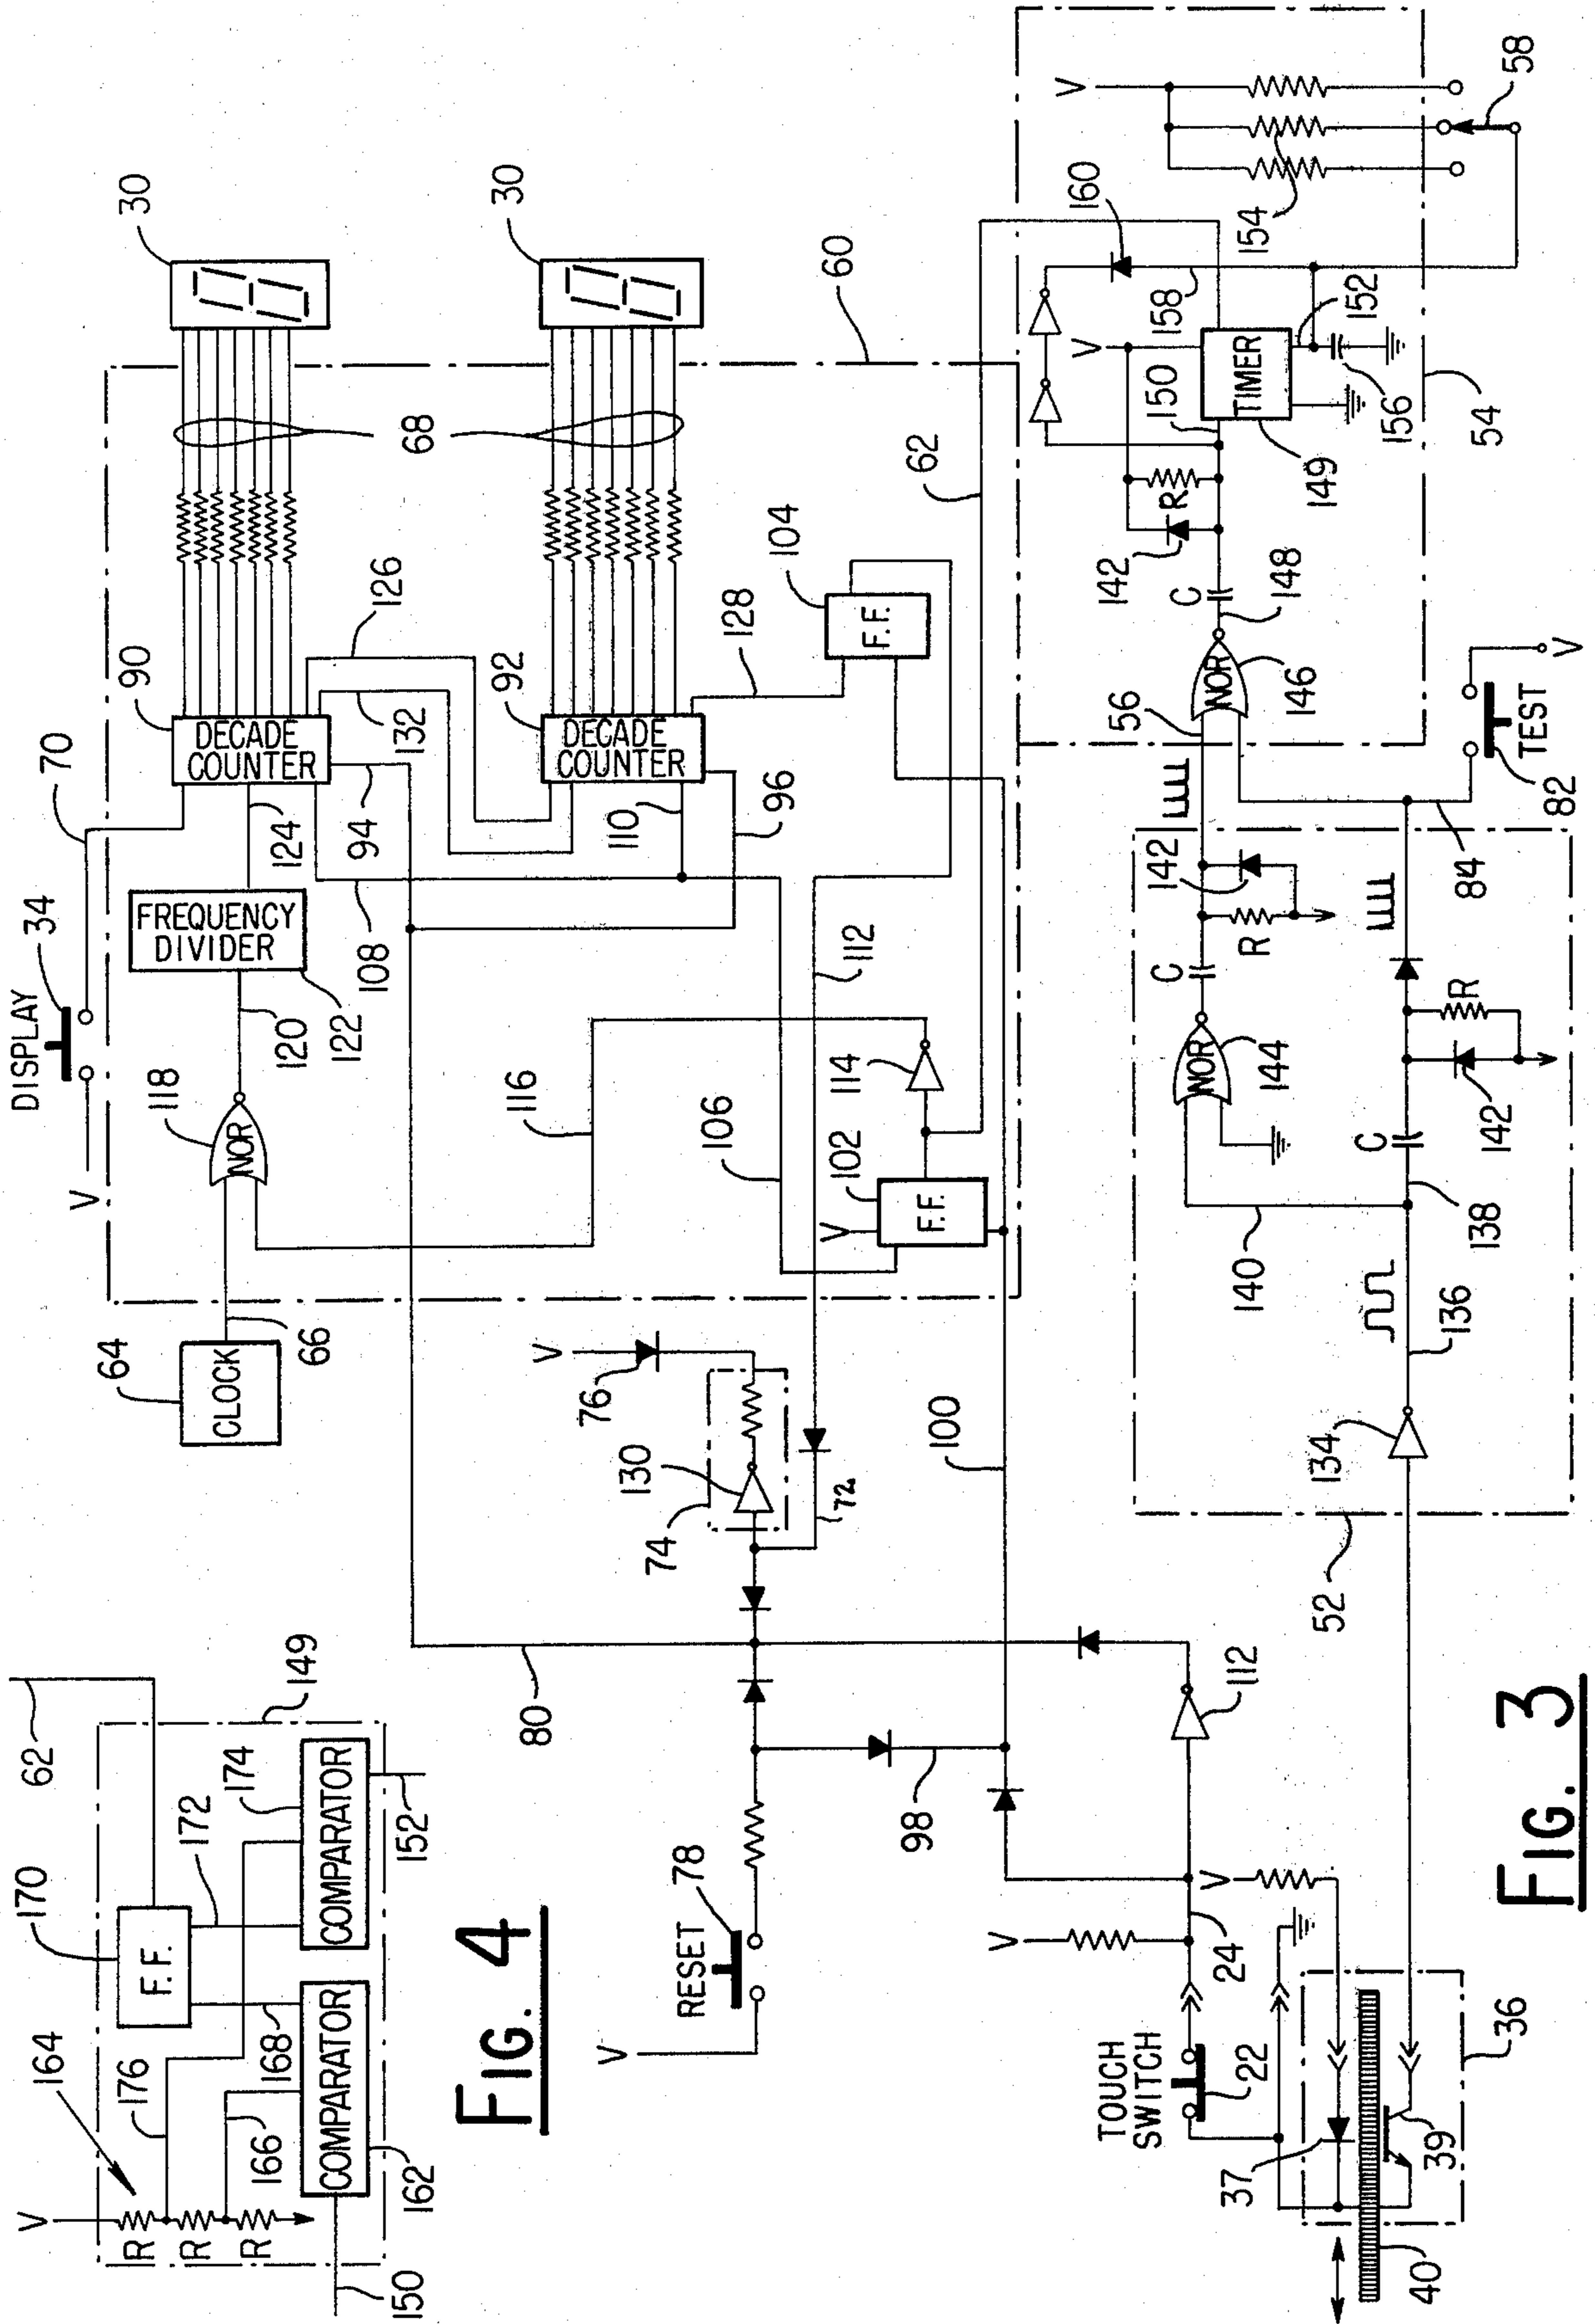 DISPLAY
34
70
V
64
CLOCK
66
118
NOR
120
FREQUENCY
DIVIDER
122
124
90
DECADE
COUNTER
94
108
132
126
30
68
92
DECADE
COUNTER
110
96
30
60
128
104
F.F.
62
112
116
106
102
V
F.F.
114
V
76
130
74
72
100
80
RESET
78
V
98
112
TOUCH
SWITCH
22
V
24
V
37
39
36
40
52
134
136
138
140
NOR
144
C
R
142
C
142
R
56
84
82
TEST
V
NOR
146
148
C
142
R
150
V
TIMER
149
152
156
158
160
154
V
58
54
FIG. 3
62
149
170
F.F.
172
174
COMPARATOR
152
164
176
168
166
COMPARATOR
162
V
R
R
R
150
FIG. 4